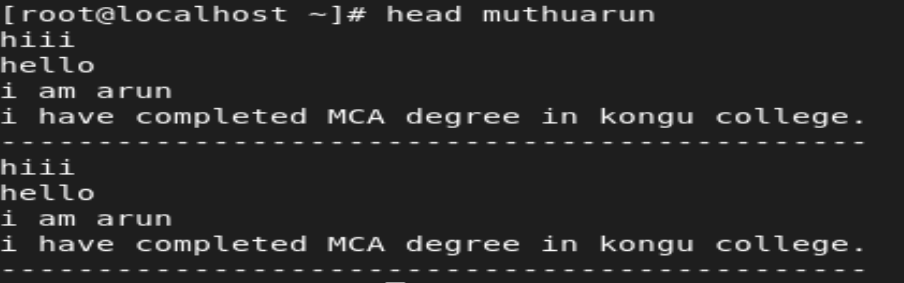 [root@localhost ~]# head muthuarun
hiii
hello
i am arun
i have completed MCA degree in kongu college.
---------------------------------------------
hiii
hello
i am arun
i have completed MCA degree in kongu college.
---------------------------------------------